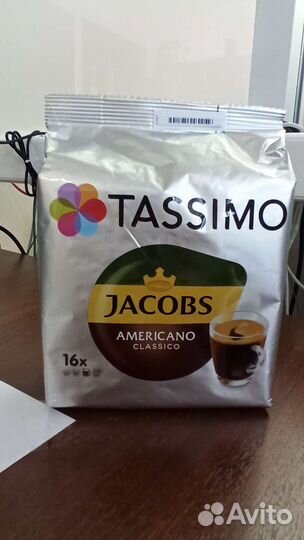 TASSIMO
JACOBS
AMERICANO
CLASSICO
16x
Avito